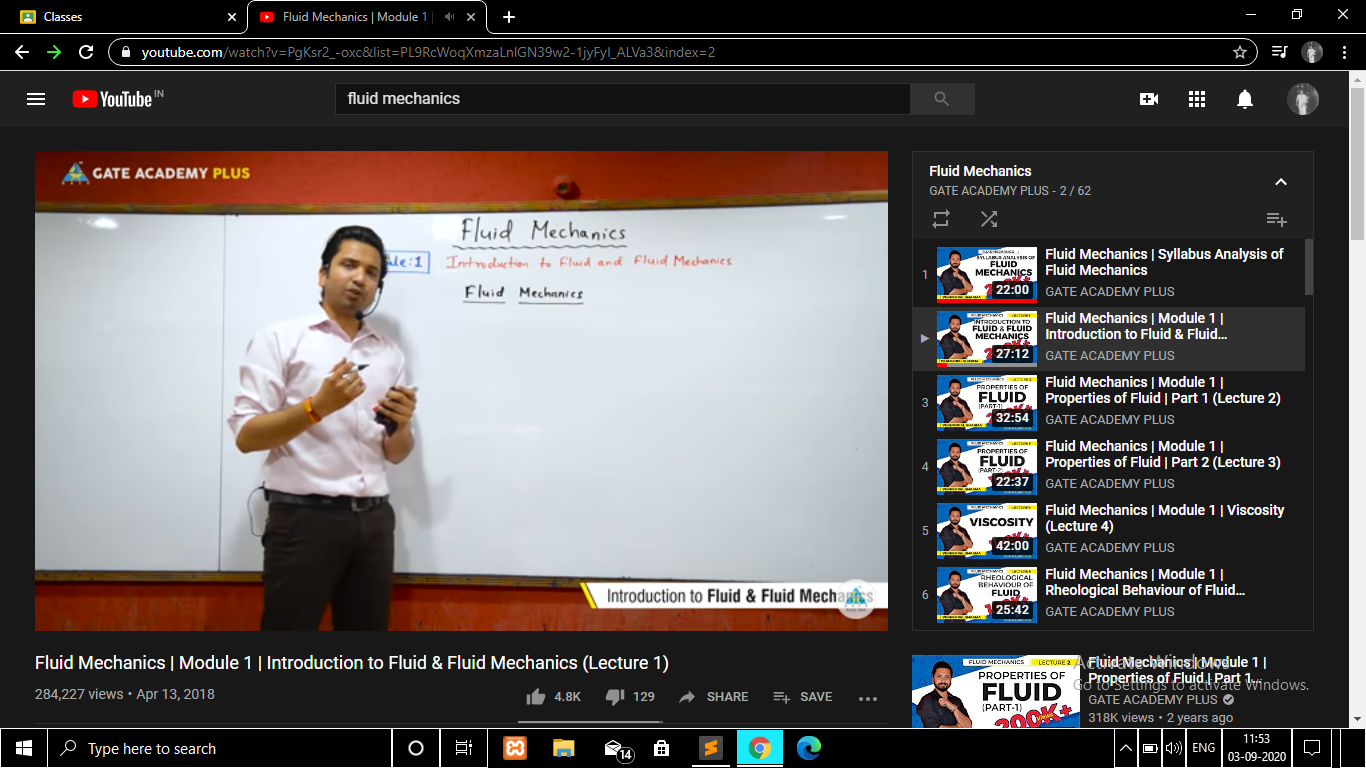 Classes
Fluid Mechanics | Module 1 |
youtube.com/watch?v=PgKsr2_-oxc&list=PL9RcWoqXmzaLnlGN39w2-1jyFyl_ALVa3&index=2
YouTube IN
fluid mechanics
GATE ACADEMY PLUS
Fluid Mechanics
ule:1 Introduction to Fluid and Fluid Mechanics
Fluid Mechanics
Introduction to Fluid & Fluid Mechanics
Fluid Mechanics | Module 1 | Introduction to Fluid & Fluid Mechanics (Lecture 1)
284,227 views • Apr 13, 2018
4.8K
129
SHARE
SAVE
Fluid Mechanics
GATE ACADEMY PLUS - 2 / 62
1
SYLLABUS ANALYSIS OF
FLUID
MECHANICS
22:00
Fluid Mechanics | Syllabus Analysis of
Fluid Mechanics
GATE ACADEMY PLUS
INTRODUCTION TO
FLUID & FLUID
MECHANICS
27:12
Fluid Mechanics | Module 1 |
Introduction to Fluid & Fluid...
GATE ACADEMY PLUS
3
PROPERTIES OF
FLUID
(PART-1)
32:54
Fluid Mechanics | Module 1 |
Properties of Fluid | Part 1 (Lecture 2)
GATE ACADEMY PLUS
4
PROPERTIES OF
FLUID
(PART-2)
22:37
Fluid Mechanics | Module 1 |
Properties of Fluid | Part 2 (Lecture 3)
GATE ACADEMY PLUS
5
VISCOSITY
42:00
Fluid Mechanics | Module 1 | Viscosity
(Lecture 4)
GATE ACADEMY PLUS
6
RHEOLOGICAL
BEHAVIOUR OF
FLUID
25:42
Fluid Mechanics | Module 1 |
Rheological Behaviour of Fluid...
GATE ACADEMY PLUS
FLUID MECHANICS LECTURE 2
PROPERTIES OF
FLUID
(PART-1)
200K+
Fluid Mechanics | Module 1 |
Properties of Fluid | Part 1...
GATE ACADEMY PLUS
318K views • 2 years ago
Activate Windows
Go to Settings to activate Windows.
Type here to search
14
ENG
11:53
03-09-2020